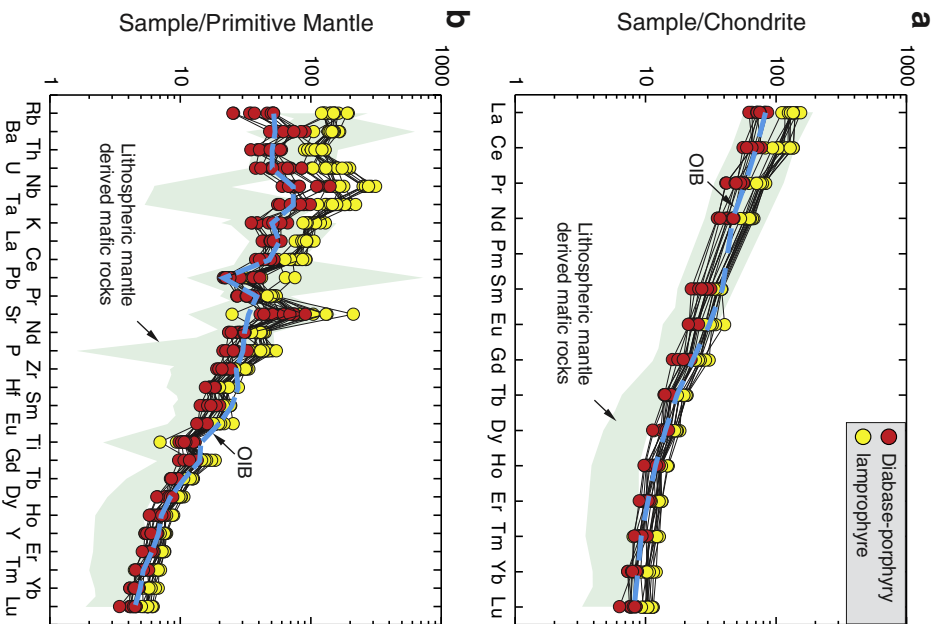 a
Sample/Chondrite
1000
100
10
1
Diabase-porphyry
lamprophyre
OIB
Lithospheric mantle
derived mafic rocks
La Ce Pr Nd Pm Sm Eu Gd Tb Dy Ho Er Tm Yb Lu
b
Sample/Primitive Mantle
1000
100
10
1
OIB
Lithospheric mantle
derived mafic rocks
Rb Th Nb K Ce Pr Nd Zr Sm Ti Tb Ho Er Yb
Ba U Ta La Pb Sr P Hf Eu Gd Dy Y Tm Lu